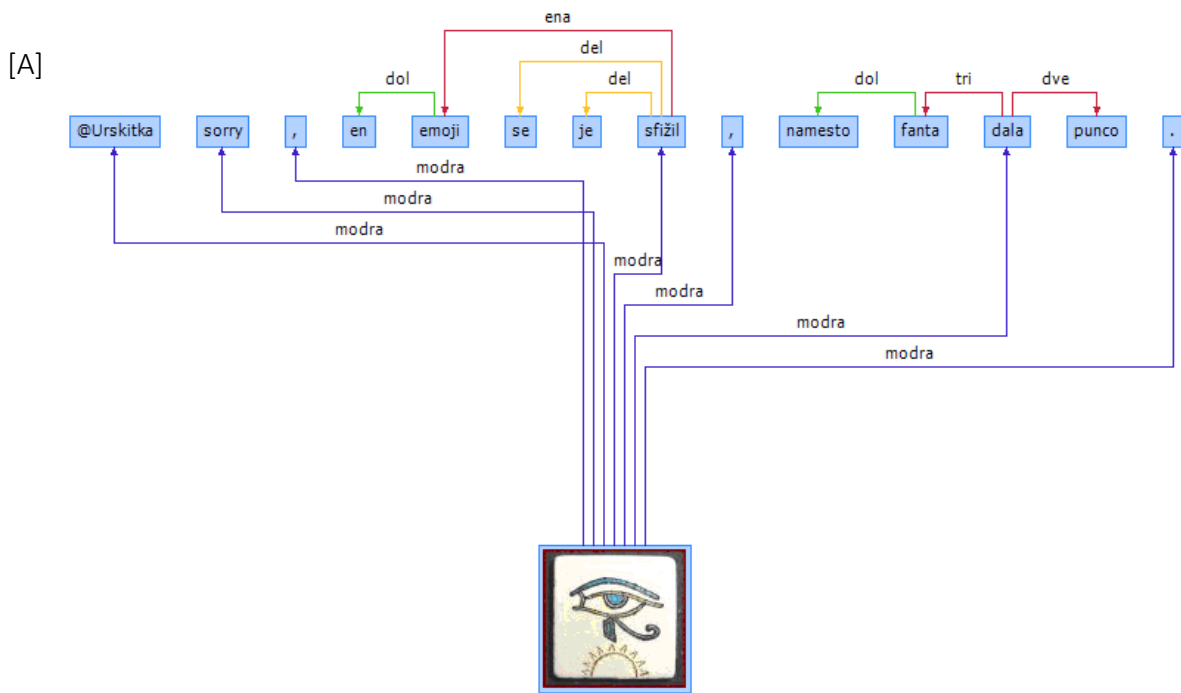 ena
[A]
del
dol
del
dol
tri
dve
@Urskitka sorry , en emoji se je sfižil , namesto fanta dala punco .
modra
modra
modra
modra
modra
modra
modra